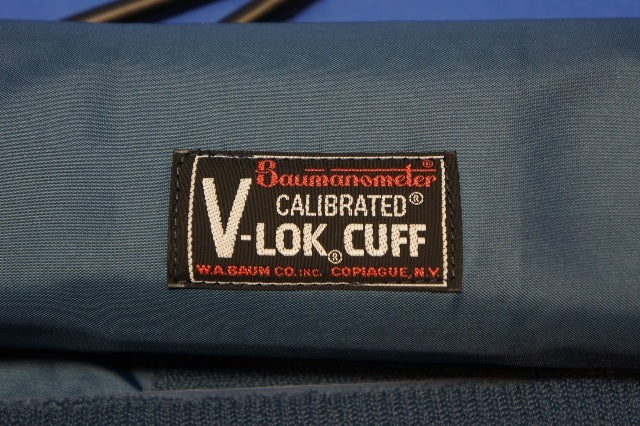 Baumanometer®
CALIBRATED®
V-LOK® CUFF
W.A.BAUM CO. INC. COPIAGUE, N.Y.